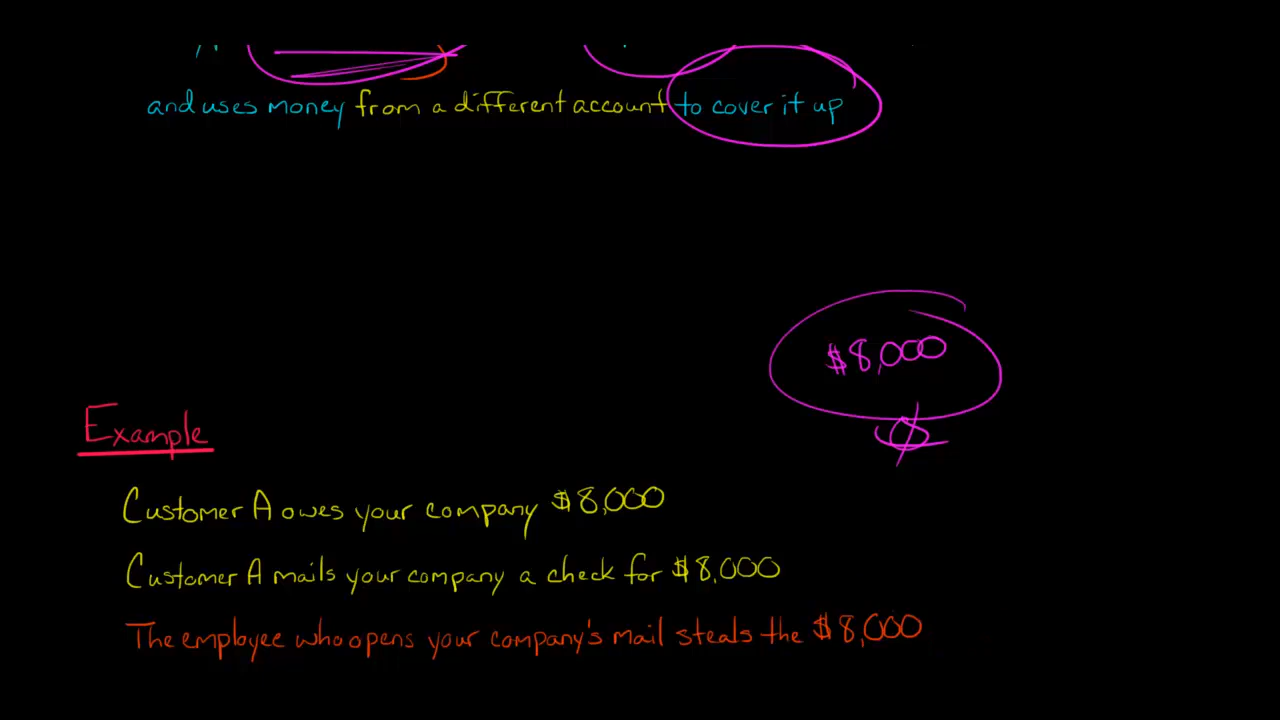 and uses money from a different account to cover it up
$8,000
Example
Customer A owes your company $8,000
Customer A mails your company a check for $8,000
The employee who opens your company's mail steals the $8,000